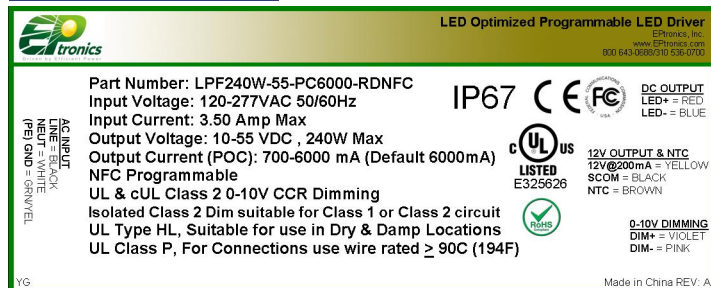 EPtronics
Driven by Efficient Power
LED Optimized Programmable LED Driver
EPtronics, Inc.
www.EPtronics.com
800 643-0688/310 536-0700
AC INPUT
LINE = BLACK
NEUT = WHITE
(PE) GND = GRN/YEL
Part Number: LPF240W-55-PC6000-RDNFC
Input Voltage: 120-277VAC 50/60Hz
Input Current: 3.50 Amp Max
Output Voltage: 10-55 VDC , 240W Max
Output Current (POC): 700-6000 mA (Default 6000mA)
NFC Programmable
UL & cUL Class 2 0-10V CCR Dimming
Isolated Class 2 Dim suitable for Class 1 or Class 2 circuit
UL Type HL, Suitable for use in Dry & Damp Locations
UL Class P, For Connections use wire rated ≥ 90C (194F)
IP67 CE FC
C UL US
LISTED
E325626
RoHS
DC OUTPUT
LED+ = RED
LED- = BLUE
12V OUTPUT & NTC
12V@200mA = YELLOW
SCOM = BLACK
NTC = BROWN
0-10V DIMMING
DIM+ = VIOLET
DIM- = PINK
YG
Made in China REV: A